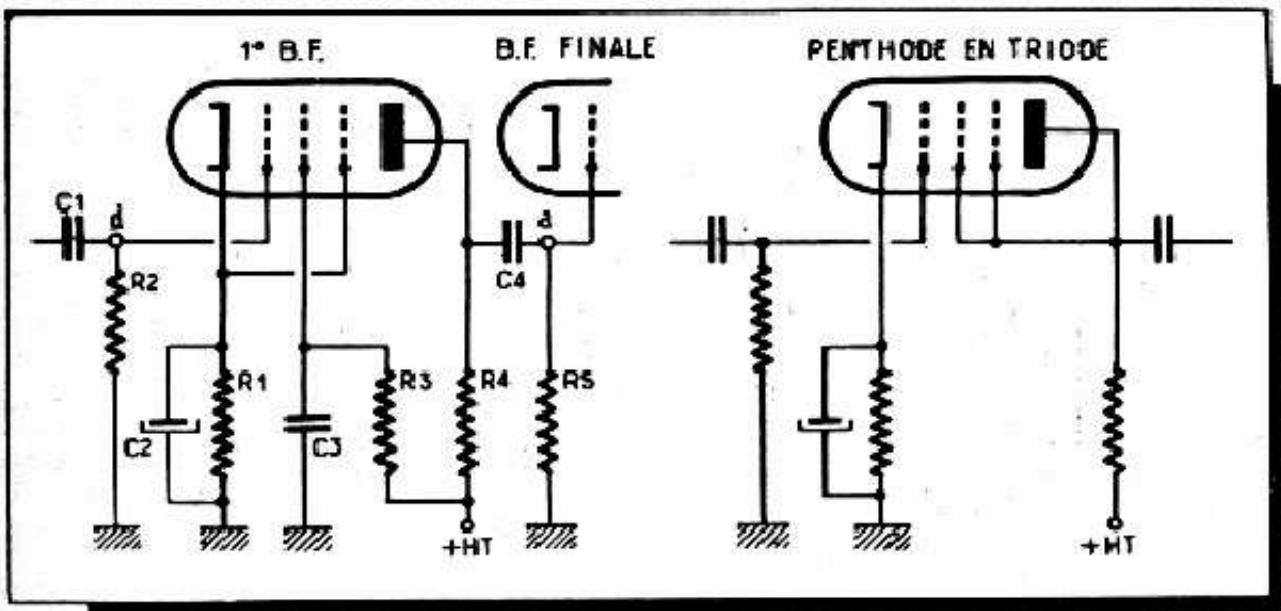 1° B.F.
B.F. FINALE
PENTHODE EN TRIODE
C1
d
R2
a
C4
R1
R3
R4
R5
C2
C3
+HT
+HT